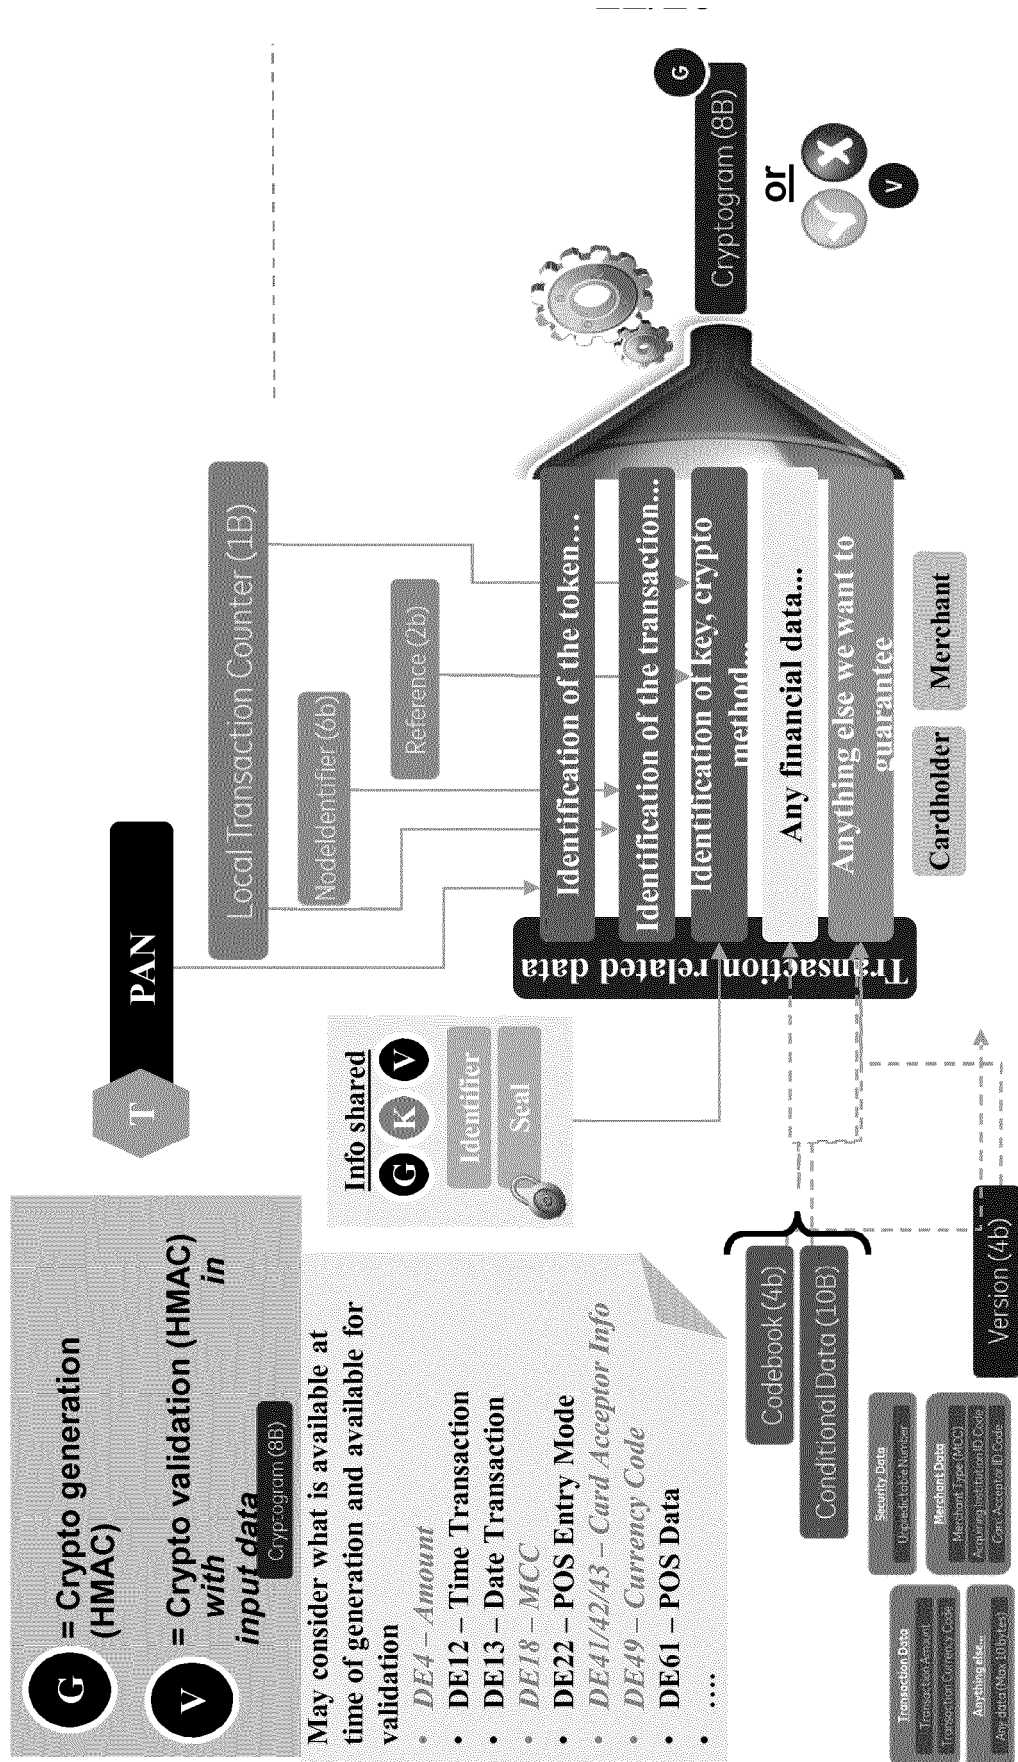 G
= Crypto generation
(HMAC)
V
= Crypto validation (HMAC)
with in
input data
Cryptogram (8B)
May consider what is available at
time of generation and available for
validation
• DE4 – Amount
• DE12 – Time Transaction
• DE13 – Date Transaction
• DE18 – MCC
• DE22 – POS Entry Mode
• DE41/42/43 – Card Acceptor Info
• DE49 – Currency Code
• DE61 – POS Data
• ....
T
PAN
Local Transaction Counter (1B)
NodeIdentifier (6b)
Reference (2b)
Info shared
G K V
Identifier
Seal
Transaction related data
Identification of the token...
Identification of the transaction...
Identification of key, crypto
method...
Any financial data...
Anything else we want to
guarantee
Cardholder
Merchant
G
Cryptogram (8B)
or
V
Codebook (4b)
Conditional Data (10B)
Version (4b)
Security Data
Unpredictable Number
Merchant Data
Merchant Type (MCC)
Acquiring Institution ID Code
Card Accept. ID Code
Transaction Data
Transaction Amount
Transaction Currency Code
Anything else...
Any data (Max 10 bytes)